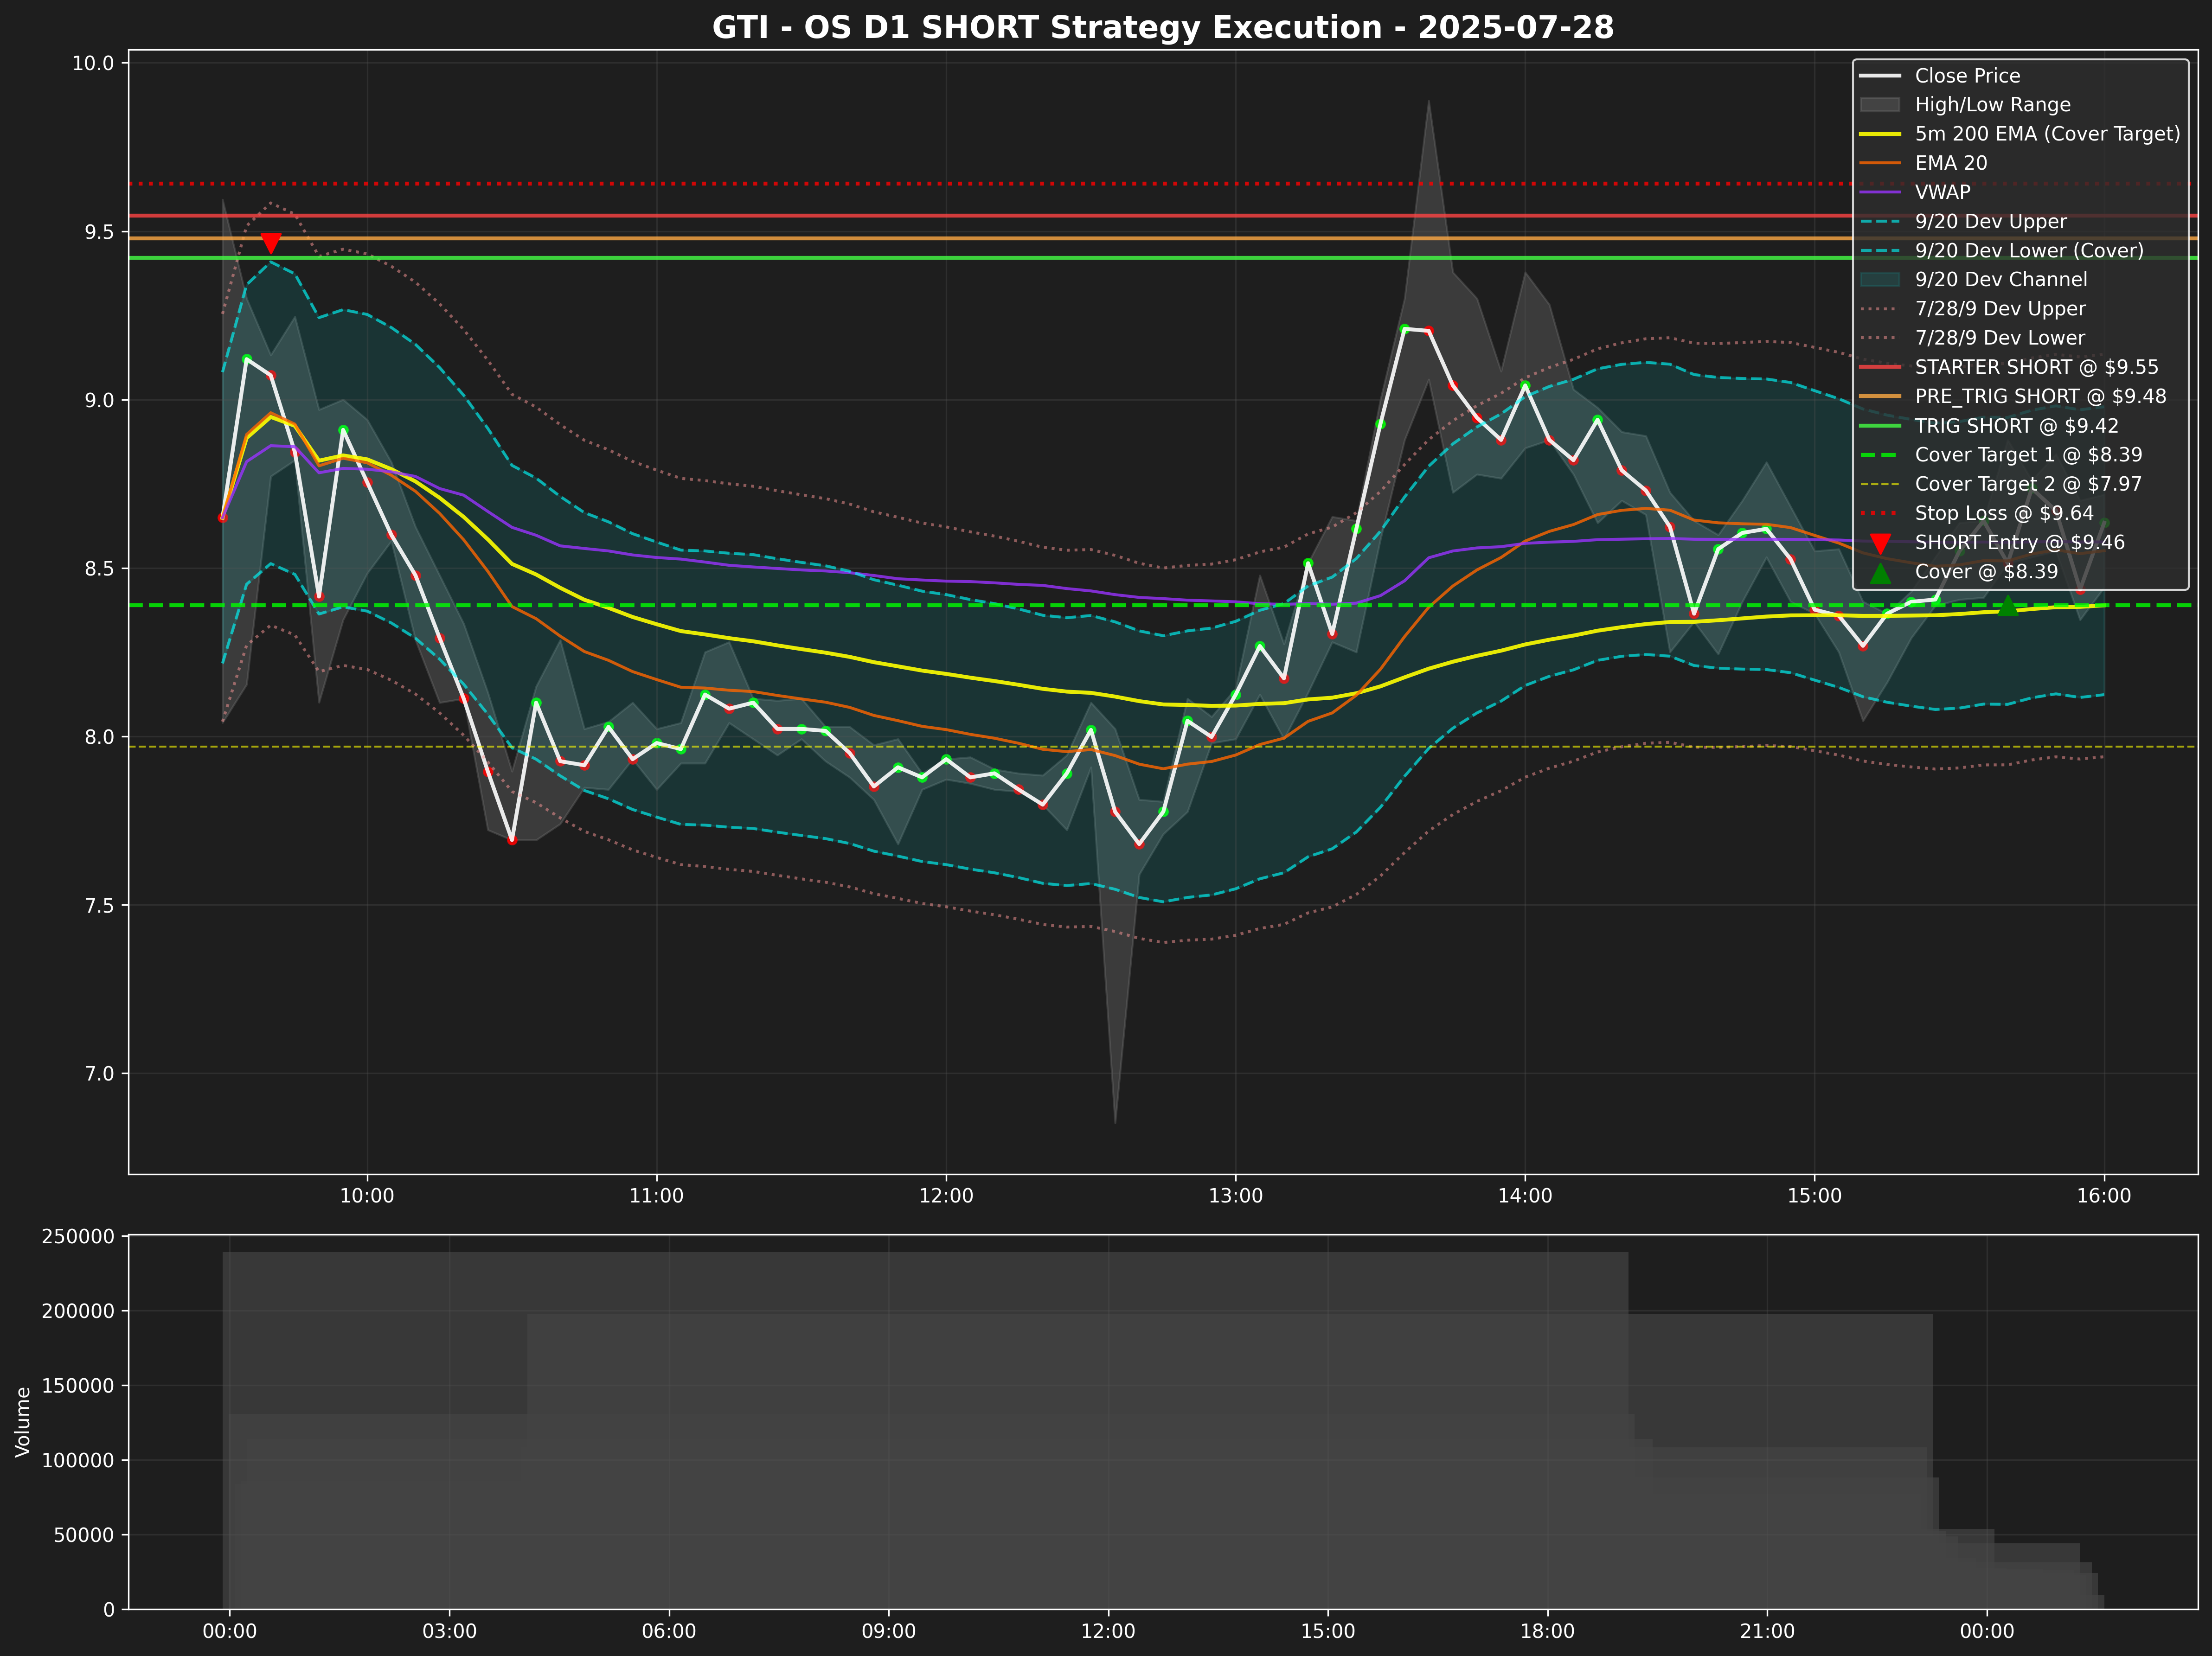 GTI - OS D1 SHORT Strategy Execution - 2025-07-28
10.0
9.5
9.0
8.5
8.0
7.5
7.0
Close Price
High/Low Range
5m 200 EMA (Cover Target)
EMA 20
VWAP
9/20 Dev Upper
9/20 Dev Lower (Cover)
9/20 Dev Channel
7/28/9 Dev Upper
7/28/9 Dev Lower
STARTER SHORT @ $9.55
PRE_TRIG SHORT @ $9.48
TRIG SHORT @ $9.42
Cover Target 1 @ $8.39
Cover Target 2 @ $7.97
Stop Loss @ $9.64
SHORT Entry @ $9.46
Cover @ $8.39
10:00 11:00 12:00 13:00 14:00 15:00 16:00
Volume
250000
200000
150000
100000
50000
0
00:00 03:00 06:00 09:00 12:00 15:00 18:00 21:00 00:00